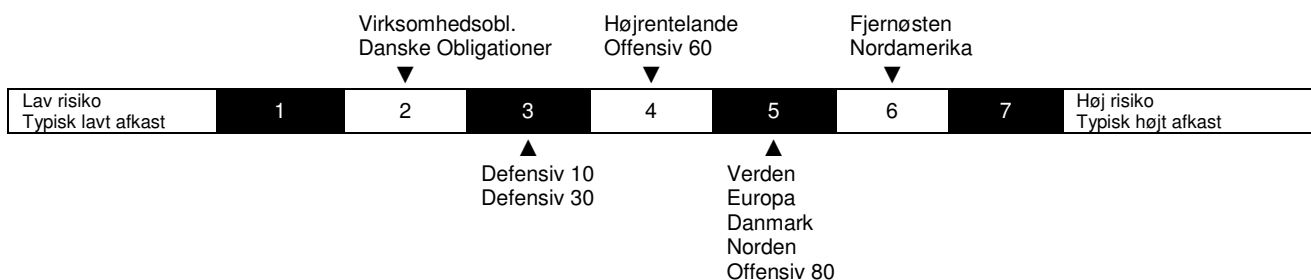 Virksomhedsobl.
Danske Obligationer
Højrentelande
Offensiv 60
Fjernøsten
Nordamerika
Lav risiko
Typisk lavt afkast
1
2
3
4
5
6
7
Høj risiko
Typisk højt afkast
Defensiv 10
Defensiv 30
Verden
Europa
Danmark
Norden
Offensiv 80